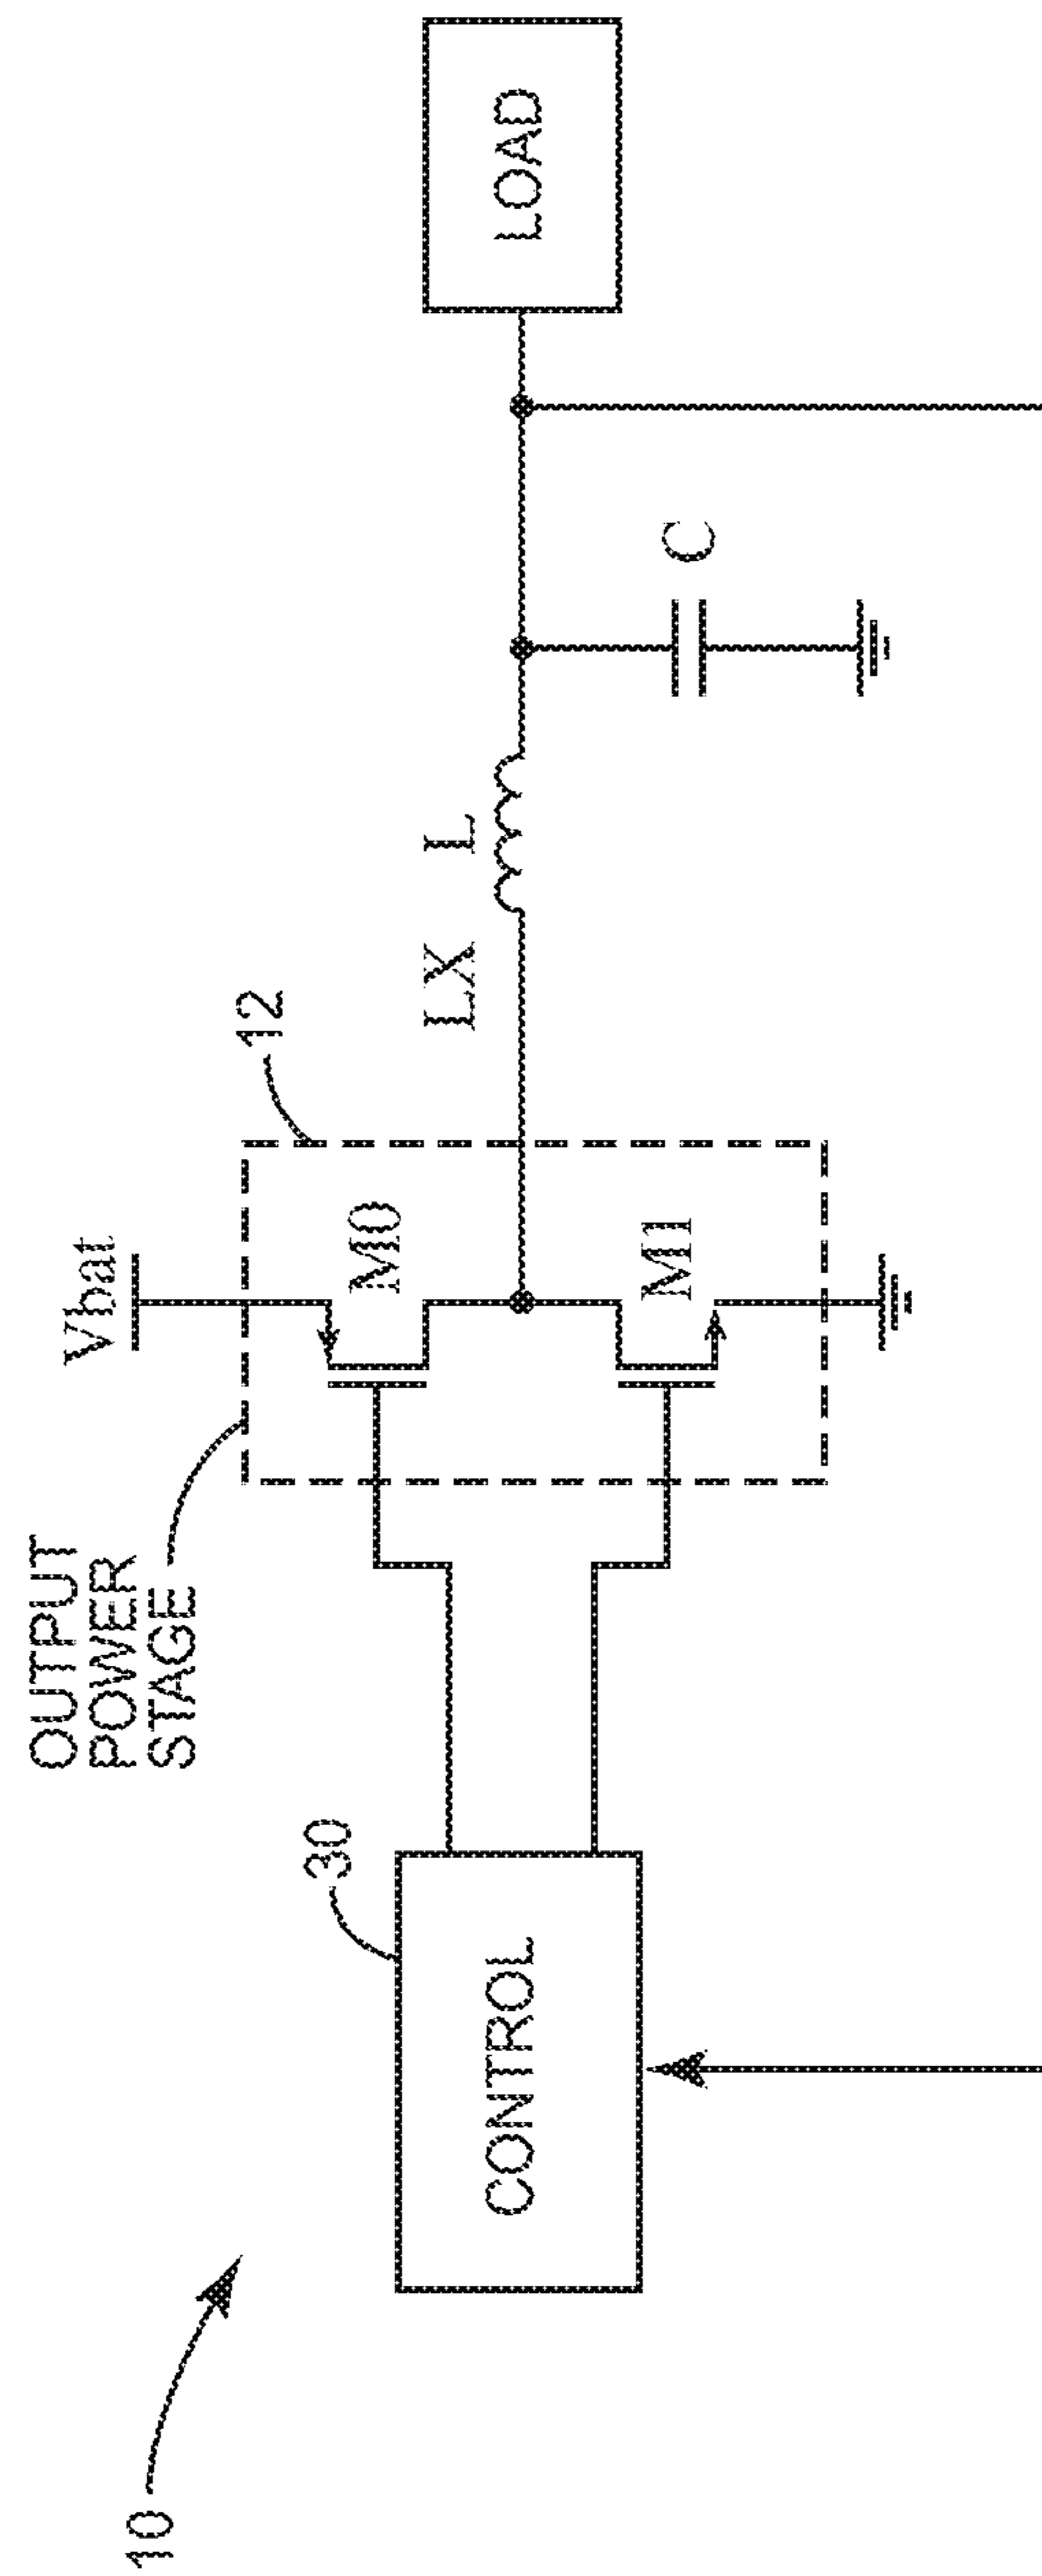 10
CONTROL
30
OUTPUT
POWER
STAGE
Vbat
M0
M1
12
LX
L
C
LOAD